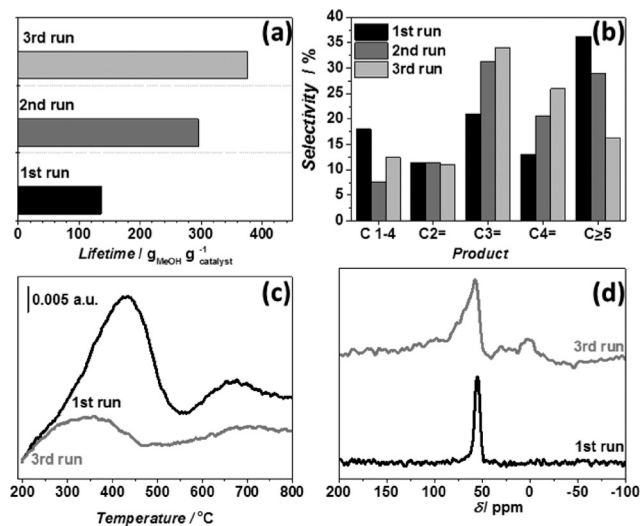 (a)
3rd run
2nd run
1st run
0 100 200 300 400
Lifetime / g MeOH g -1 catalyst
(b)
1st run
2nd run
3rd run
Selectivity / %
40
35
30
25
20
15
10
5
0
C 1-4 C2= C3= C4= C≥5
Product
(c)
0.005 a.u.
1st run
3rd run
200 300 400 500 600 700 800
Temperature / °C
(d)
3rd run
1st run
200 150 100 50 0 -50 -100
δ/ ppm